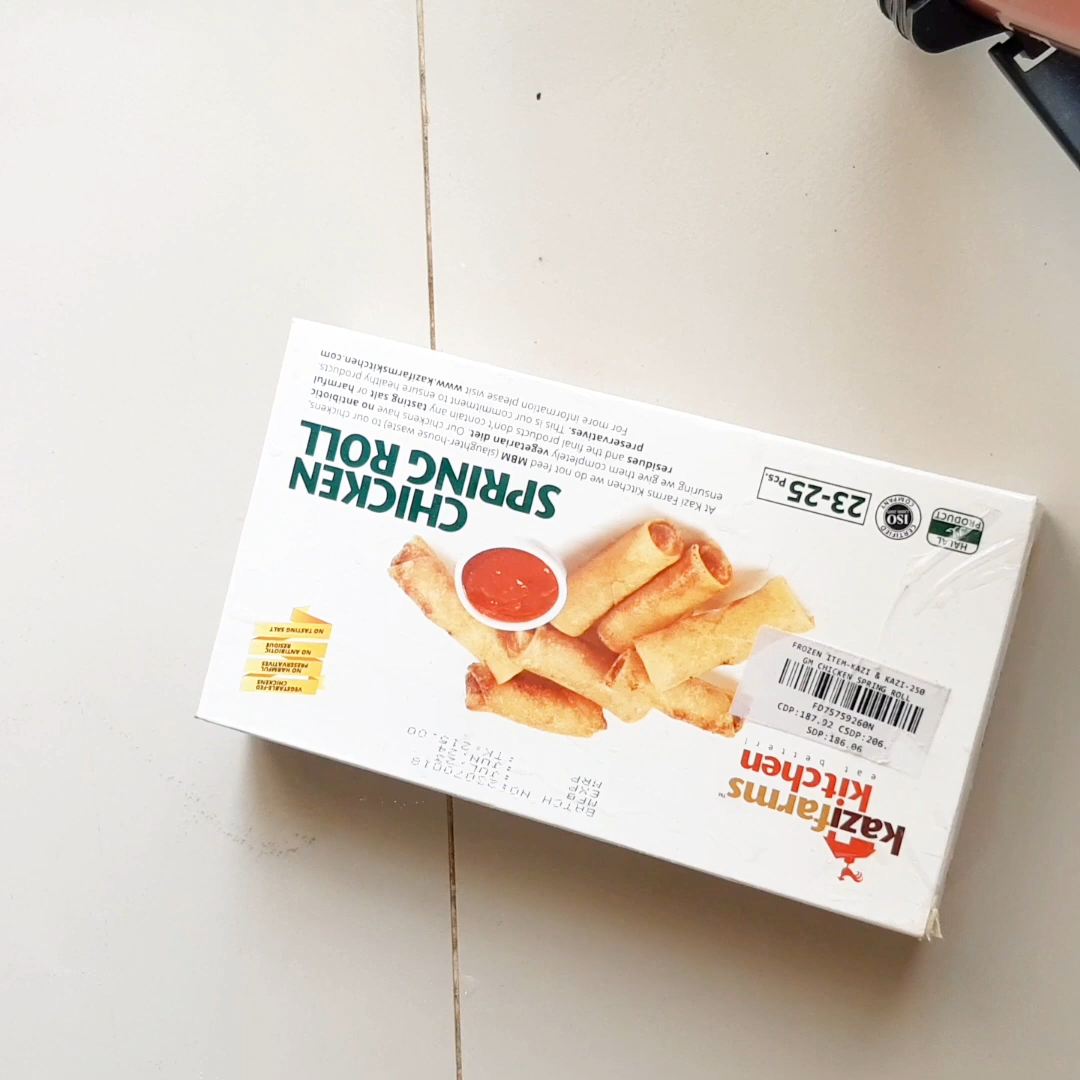 kazifarms
kitchen
eat better!
FROZEN ITEM-KAZI & KAZI-250
GM CHICKEN SPRING ROLL
FD75759260N
CDP:187.92 CSDP:206.
SDP:186.06
BATCH NO:
MFG : JUL.
EXP : JUN. 24
MRP : TK.215.00
VEGETABLE-FED
CHICKENS
NO HARMFUL
PRESERVATIVES
NO ANTIBIOTIC
RESIDUE
NO TASTING SALT
CHICKEN
SPRING ROLL
HALAL
PRODUCT
CERTIFIED
ISO
COMPANY
23-25 Pcs.
At Kazi Farms Kitchen we do not feed MBM (slaughter-house waste) to our chickens,
ensuring we give them completely vegetarian diet. Our chickens have no antibiotic
residues and the final products don't contain any tasting salt or harmful
preservatives. This is our commitment to ensure healthy products.
For more information please visit www.kazifarmskitchen.com